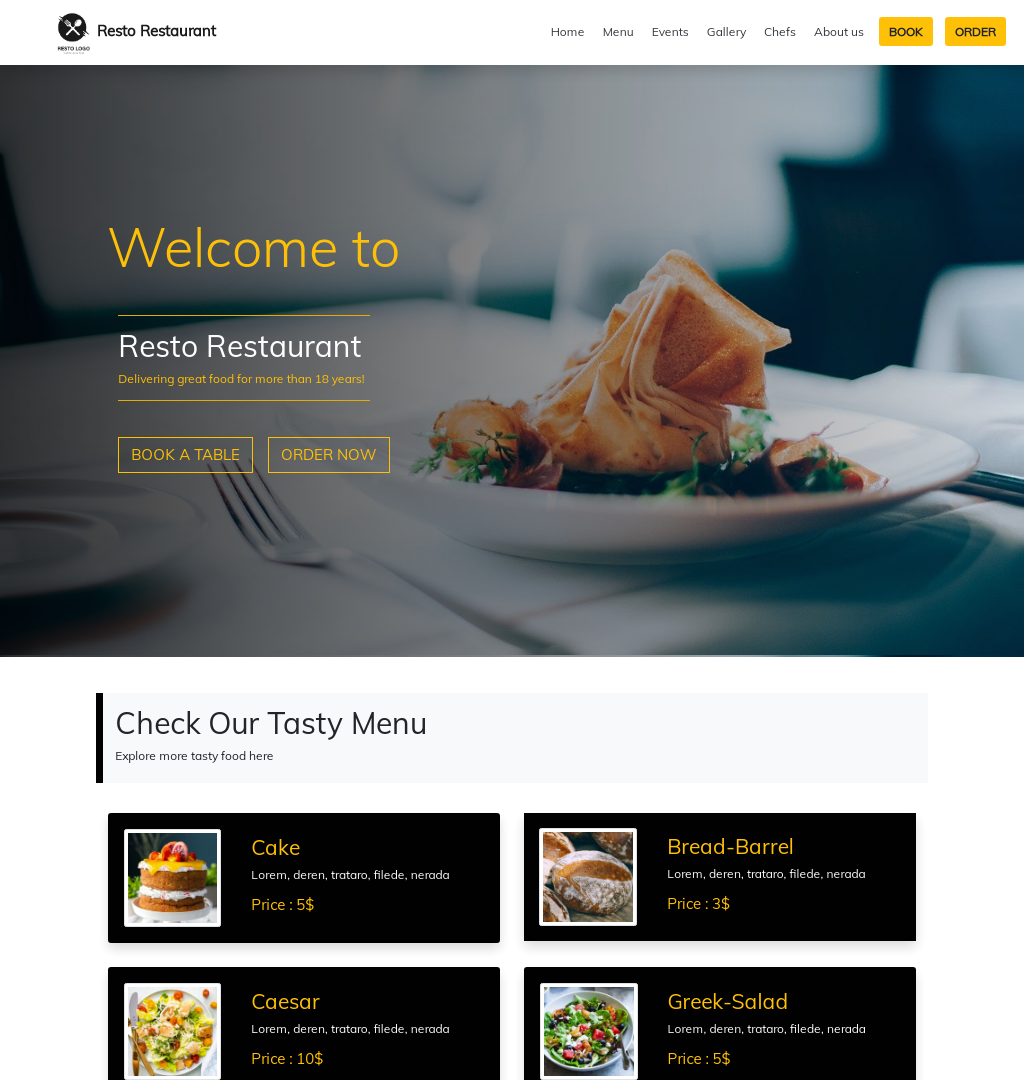 RESTO LOGO
Resto Restaurant
Home Menu Events Gallery Chefs About us BOOK ORDER
Welcome to
Resto Restaurant
Delivering great food for more than 18 years!
BOOK A TABLE ORDER NOW
Check Our Tasty Menu
Explore more tasty food here
Cake
Lorem, deren, trataro, filede, nerada
Price : 5$
Bread-Barrel
Lorem, deren, trataro, filede, nerada
Price : 3$
Caesar
Lorem, deren, trataro, filede, nerada
Price : 10$
Greek-Salad
Lorem, deren, trataro, filede, nerada
Price : 5$